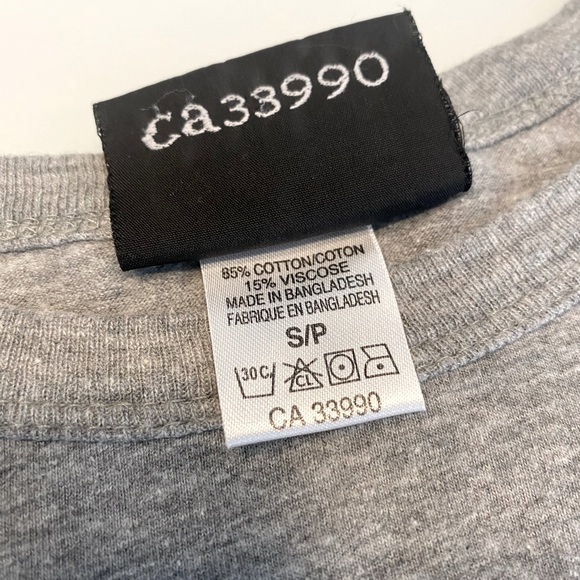 ca33990
85% COTTON/COTON
15% VISCOSE
MADE IN BANGLADESH
FABRIQUE EN BANGLADESH
S/P
30C CL
CA 33990